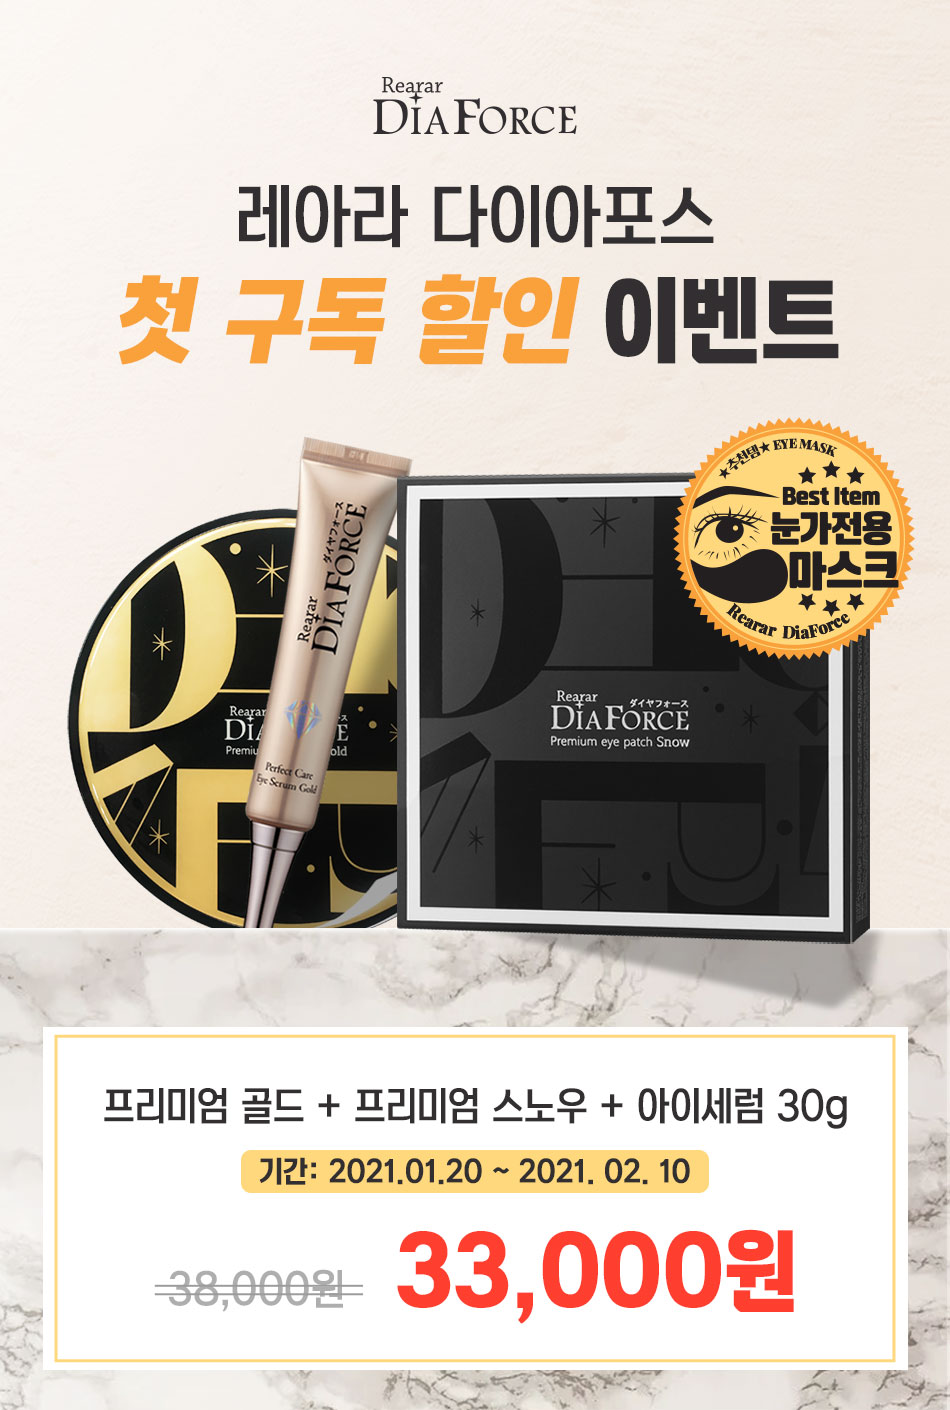 Rearar
DIAFORCE
레아라 다이아포스
첫 구독 할인 이벤트
★추천템★ EYE MASK
Best Item
눈가전용
마스크
Rearar DiaForce
Rearar
ダイヤフォース
DIAFORCE
Perfect Care
Eye Serum Gold
Rearar
ダイヤフォース
DIAFORCE
Premium eye patch Snow
프리미엄 골드 + 프리미엄 스노우 + 아이세럼 30g
기간: 2021.01.20 ~ 2021. 02. 10
38,000원 33,000원